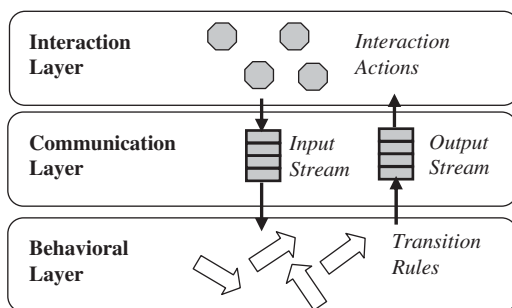 Interaction
Layer
Interaction
Actions
Communication
Layer
Input
Stream
Output
Stream
Behavioral
Layer
Transition
Rules